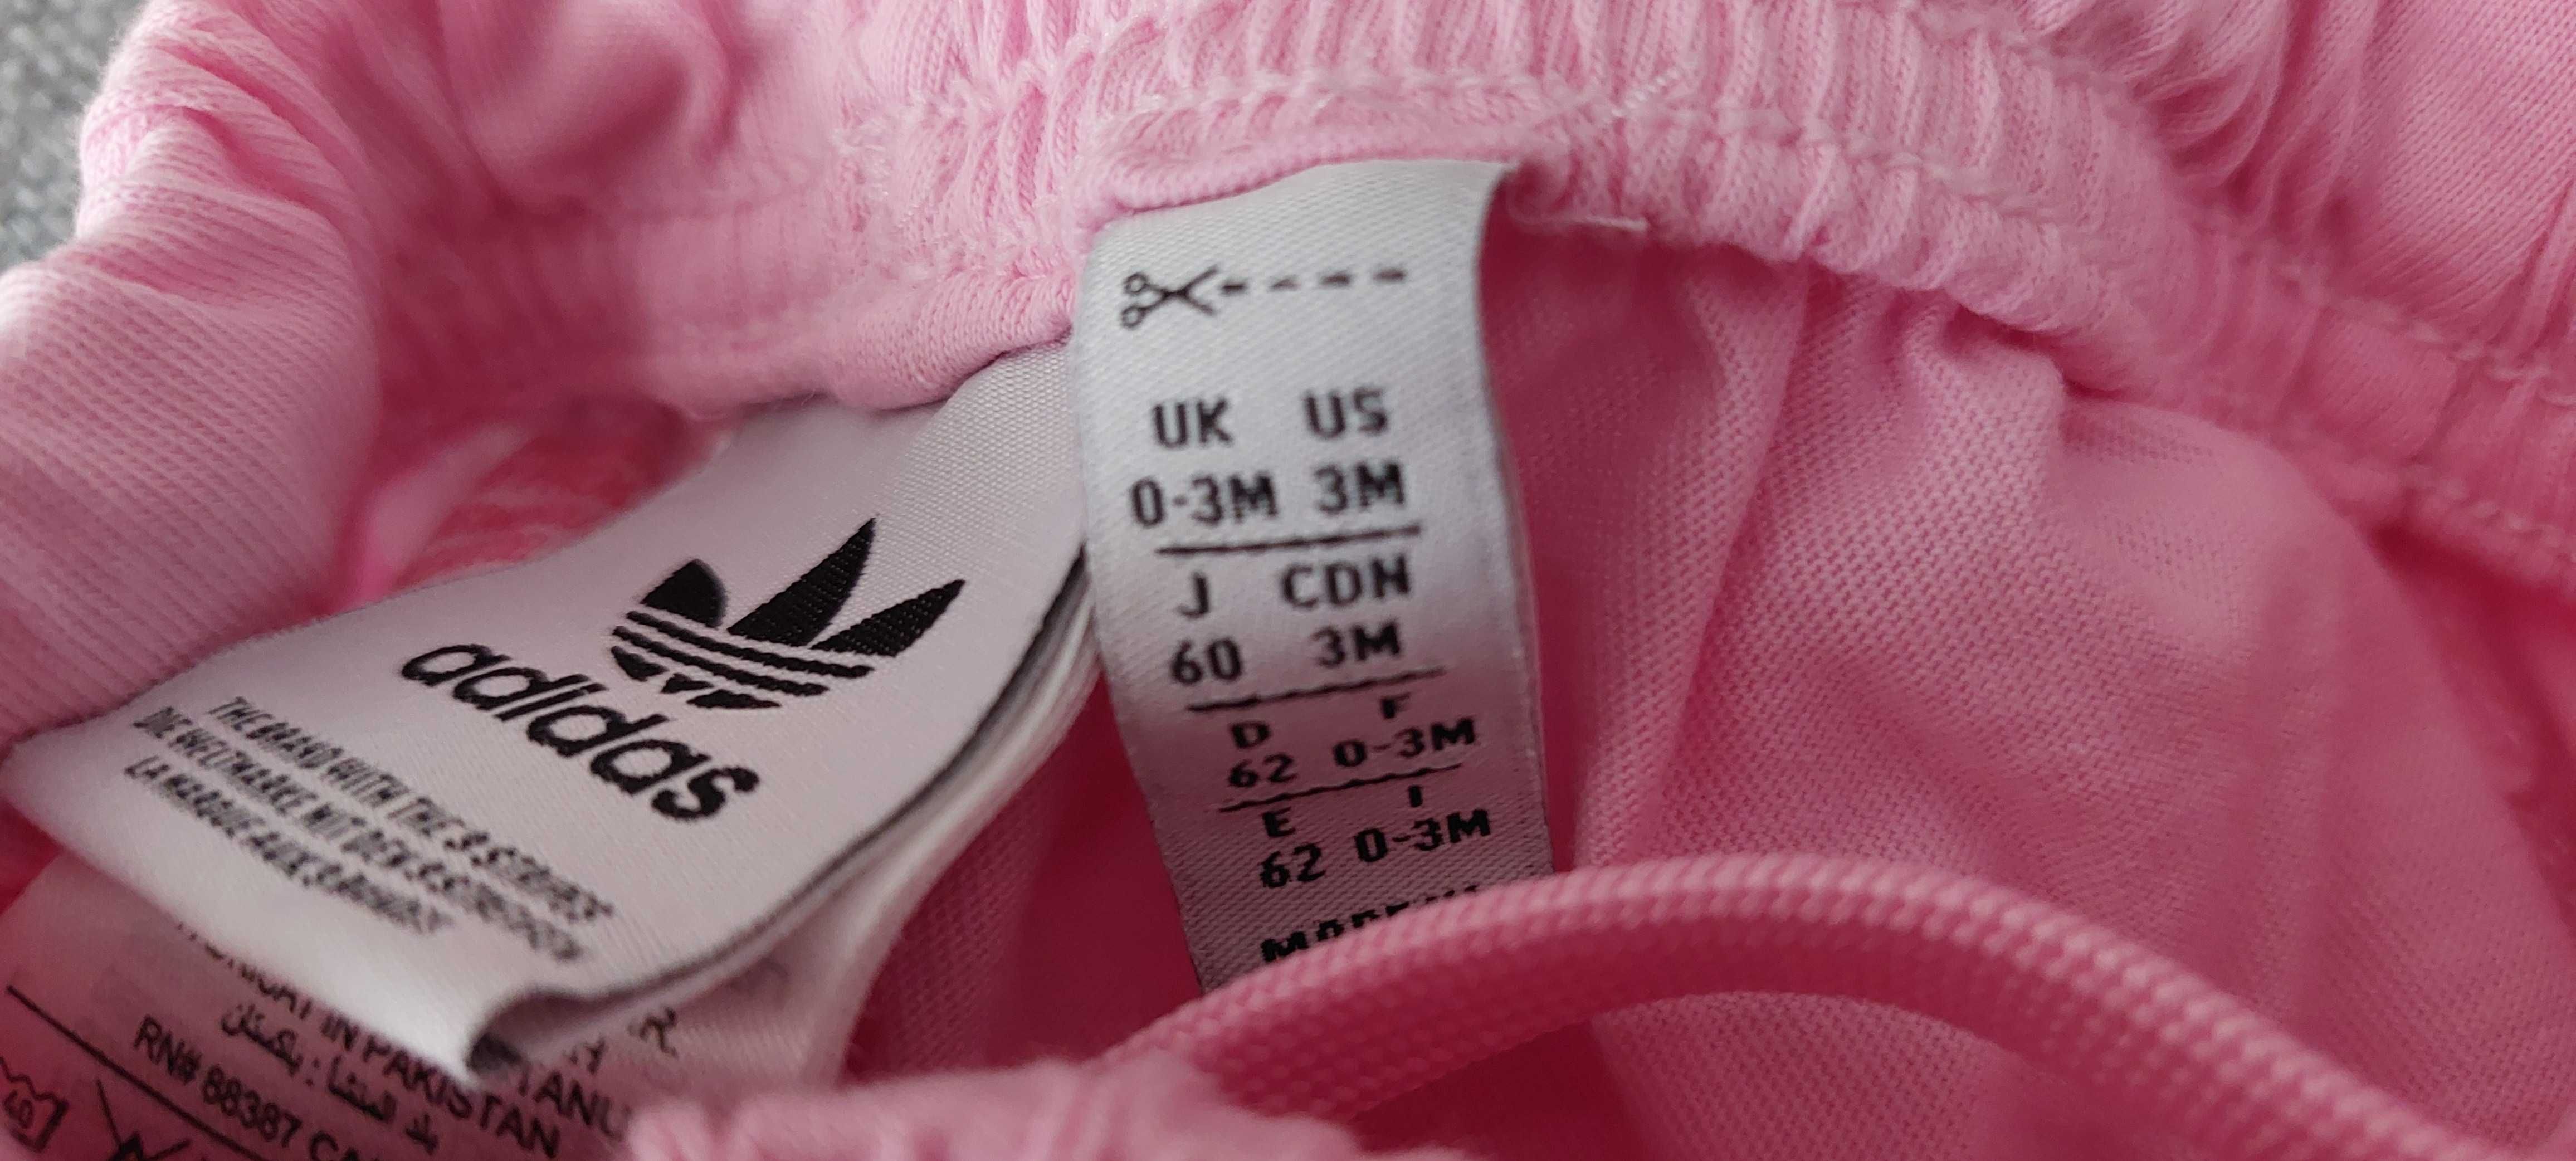 adidas
THE BRAND WITH THE 3 STRIPES
DIE WELTMARKE MIT DEN 3 STREIFEN
LA MARQUE AUX 3 BANDES
IN PAKISTAN
بلد المنشأ : باكستان
RN# 88387
40
UK US
0-3M 3M
J CDN
60 3M
D F
62 0-3M
E I
62 0-3M